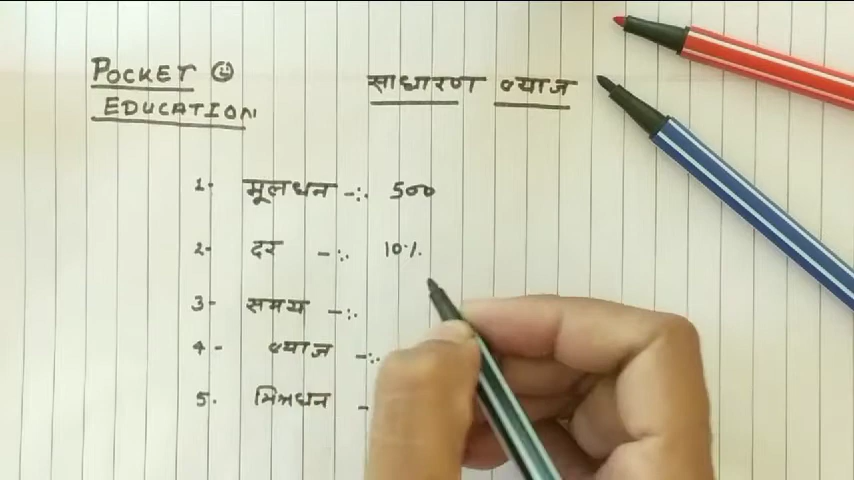 POCKET
EDUCATION
साधारण ब्याज
1. मूलधन -:. 500
2- दर -:. 10%.
3- समय -:.
4- ब्याज -:.
5. मिश्रधन -